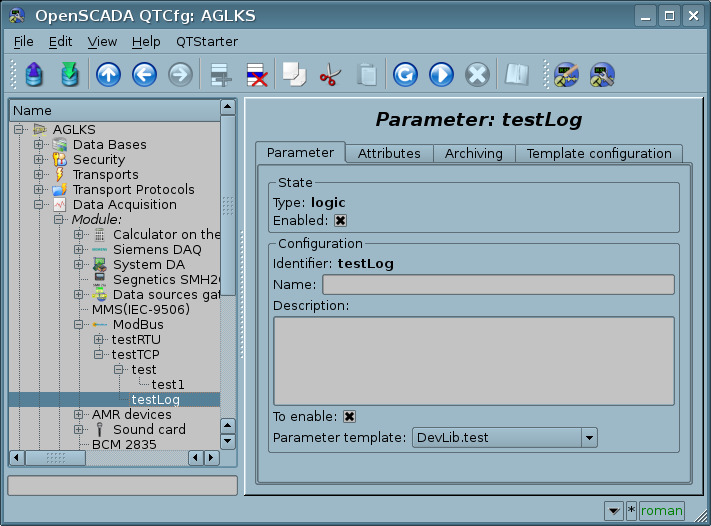 OpenSCADA QTCfg: AGLKS
File Edit View Help QTStarter
Name
AGLKS
Data Bases
Security
Transports
Transport Protocols
Data Acquisition
Module:
Calculator on the
Siemens DAQ
System DA
Segnetics SMH2
Data sources gat
MMS(IEC-9506)
ModBus
testRTU
testTCP
test
test1
testLog
AMR devices
Sound card
BCM 2835
Parameter: testLog
Parameter Attributes Archiving Template configuration
State
Type: logic
Enabled:
Configuration
Identifier: testLog
Name:
Description:
To enable:
Parameter template: DevLib.test
* roman